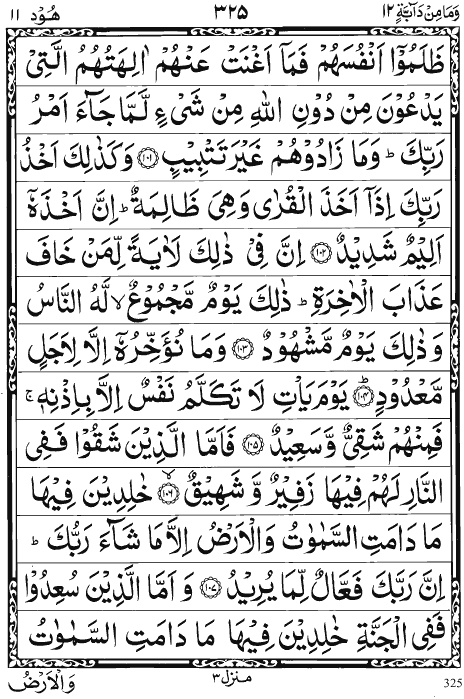 وَمَا مِنْ دَآبَّةٍ ١٢ ٣٢٥ هُوْد ١١
ظَلَمُوْۤا اَنْفُسَهُمْ فَمَاۤ اَغْنَتْ عَنْهُمْ اٰلِهَتُهُمُ الَّتِیْ
یَدْعُوْنَ مِنْ دُوْنِ اللّٰهِ مِنْ شَیْءٍ لَّمَّا جَآءَ اَمْرُ
رَبِّكَ ؕ وَمَا زَادُوْهُمْ غَیْرَ تَتْبِیْبٍ ۝١٠١ وَكَذٰلِكَ اَخْذُ
رَبِّكَ اِذَاۤ اَخَذَ الْقُرٰی وَهِیَ ظَالِمَةٌ ؕ اِنَّ اَخْذَهٗۤ
اَلِیْمٌ شَدِیْدٌ ۝١٠٢ اِنَّ فِیْ ذٰلِكَ لَاٰیَةً لِّمَنْ خَافَ
عَذَابَ الْاٰخِرَةِ ؕ ذٰلِكَ یَوْمٌ مَّجْمُوْعٌ ۙ لَّهُ النَّاسُ
وَذٰلِكَ یَوْمٌ مَّشْهُوْدٌ ۝١٠٣ وَمَا نُؤَخِّرُهٗۤ اِلَّا لِاَجَلٍ
مَّعْدُوْدٍ ؕ۝١٠٤ یَوْمَ یَاْتِ لَا تَكَلَّمُ نَفْسٌ اِلَّا بِاِذْنِهٖ ۚ
فَمِنْهُمْ شَقِیٌّ وَّسَعِیْدٌ ۝١٠٥ فَاَمَّا الَّذِیْنَ شَقُوْا فَفِی
النَّارِ لَهُمْ فِیْهَا زَفِیْرٌ وَّشَهِیْقٌ ۙ۝١٠٦ خٰلِدِیْنَ فِیْهَا
مَا دَامَتِ السَّمٰوٰتُ وَالْاَرْضُ اِلَّا مَا شَآءَ رَبُّكَ ؕ
اِنَّ رَبَّكَ فَعَّالٌ لِّمَا یُرِیْدُ ۝١٠٧ وَاَمَّا الَّذِیْنَ سُعِدُوْا
فَفِی الْجَنَّةِ خٰلِدِیْنَ فِیْهَا مَا دَامَتِ السَّمٰوٰتُ
وَالْاَرْضُ منزل ٣ 325